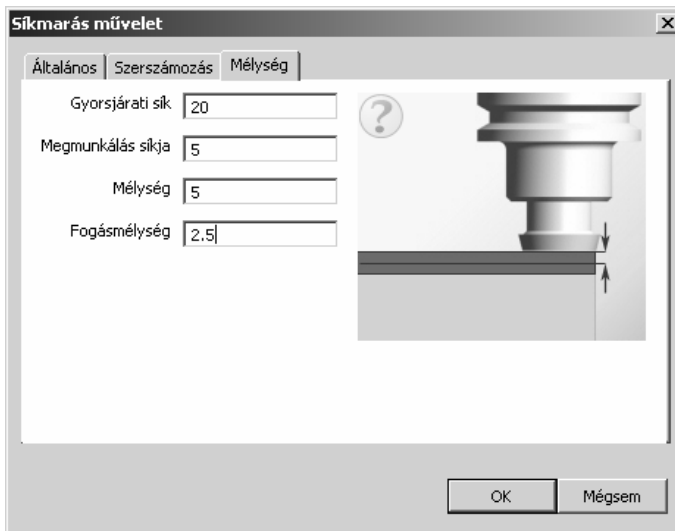 Síkmarás művelet
Általános Szerszámozás Mélység
Gyorsjárati sík 20
Megmunkálás síkja 5
Mélység 5
Fogásmélység 2.5
?
OK Mégsem